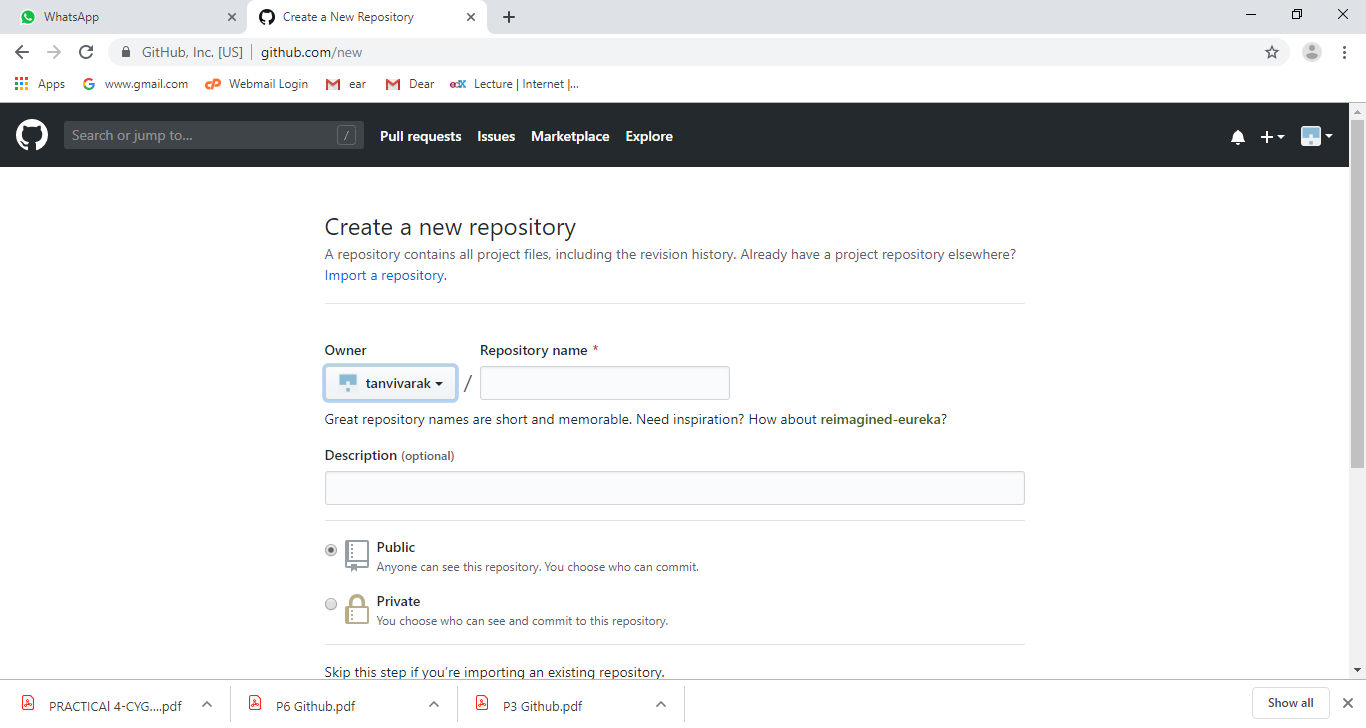 WhatsApp
Create a New Repository
GitHub, Inc. [US] github.com/new
Apps www.gmail.com Webmail Login ear Dear edX Lecture | Internet |...
Search or jump to... / Pull requests Issues Marketplace Explore
Create a new repository
A repository contains all project files, including the revision history. Already have a project repository elsewhere?
Import a repository.
Owner Repository name *
tanvivarak /
Great repository names are short and memorable. Need inspiration? How about reimagined-eureka?
Description (optional)
Public
Anyone can see this repository. You choose who can commit.
Private
You choose who can see and commit to this repository.
Skip this step if you're importing an existing repository.
PRACTICAl 4-CYG....pdf P6 Github.pdf P3 Github.pdf Show all